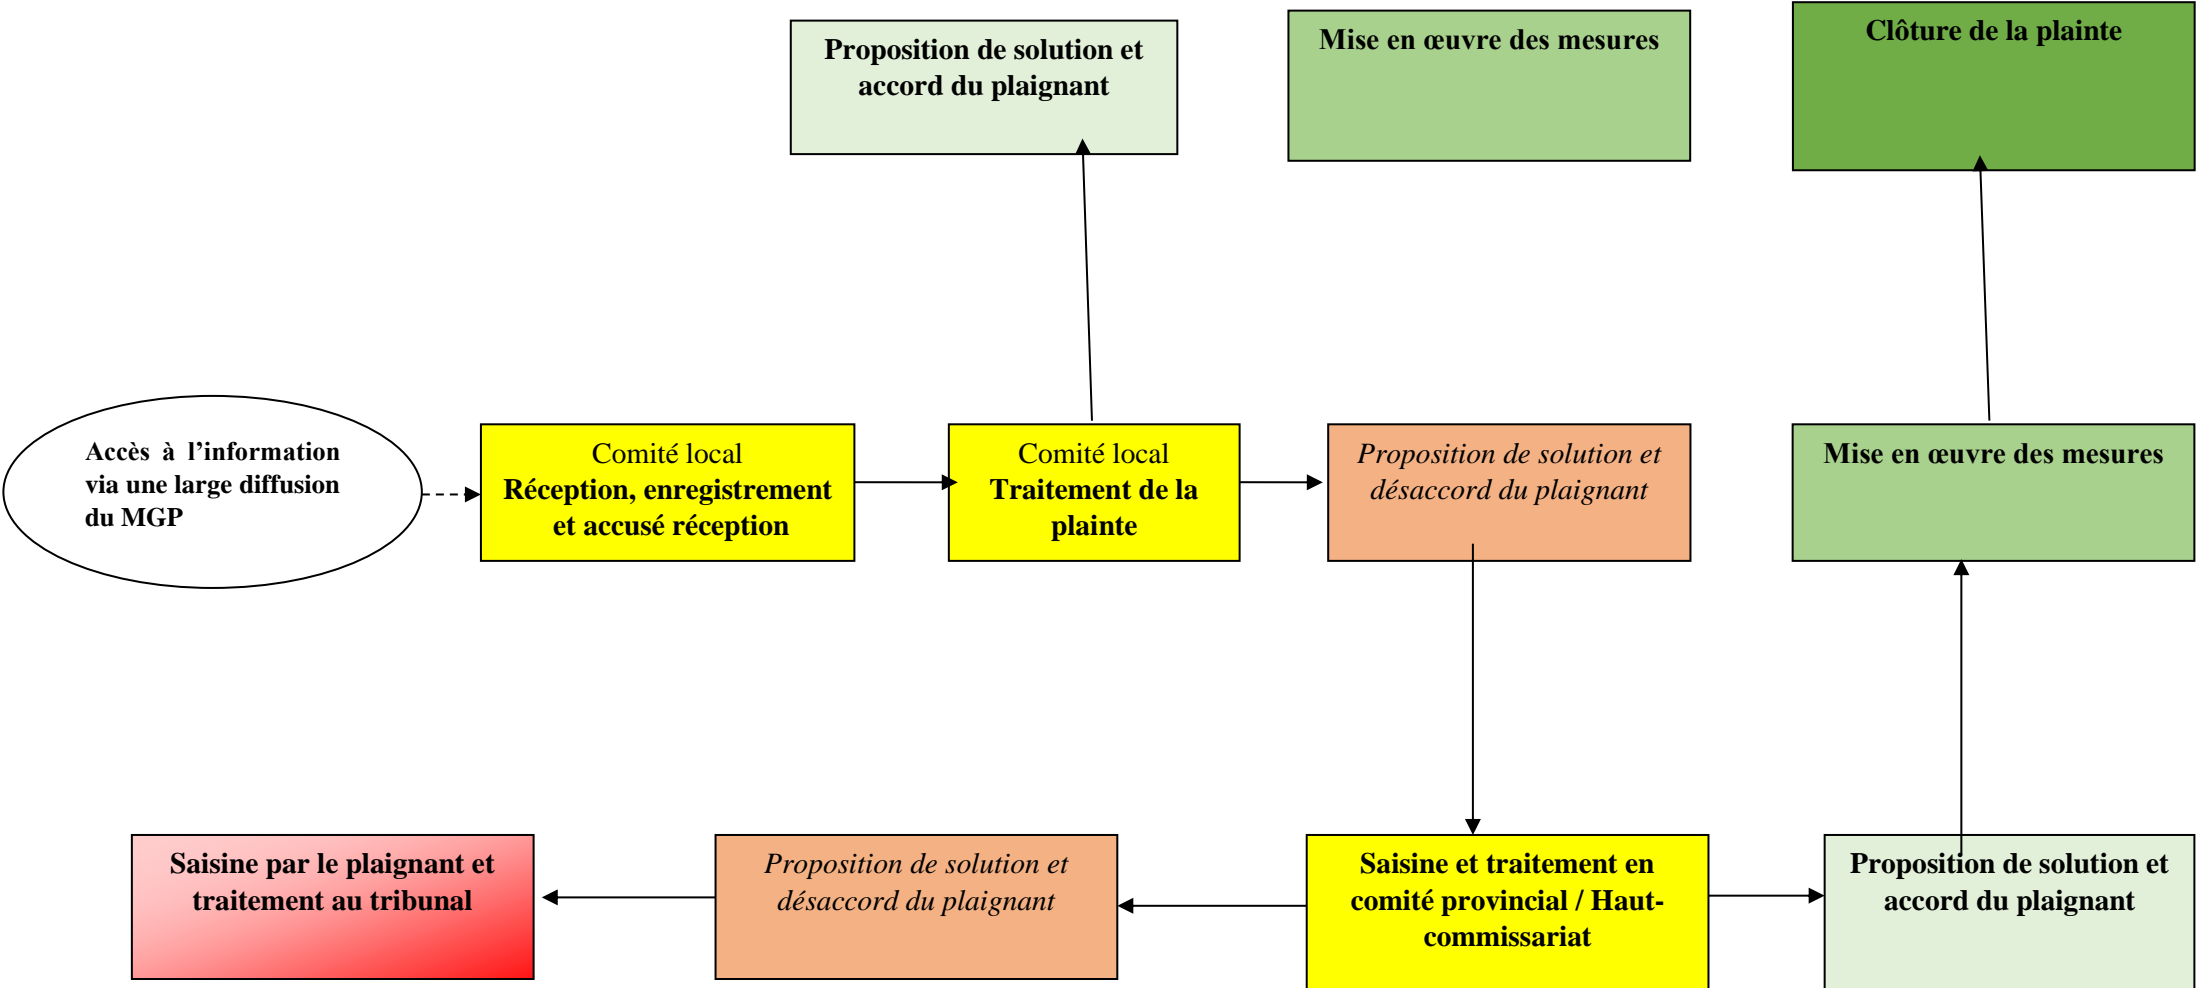 Proposition de solution et
accord du plaignant
Mise en œuvre des mesures
Clôture de la plainte
Accès à l’information
via une large diffusion
du MGP
Comité local
Réception, enregistrement
et accusé réception
Comité local
Traitement de la
plainte
Proposition de solution et
désaccord du plaignant
Mise en œuvre des mesures
Saisine par le plaignant et
traitement au tribunal
Proposition de solution et
désaccord du plaignant
Saisine et traitement en
comité provincial / Haut-
commissariat
Proposition de solution et
accord du plaignant